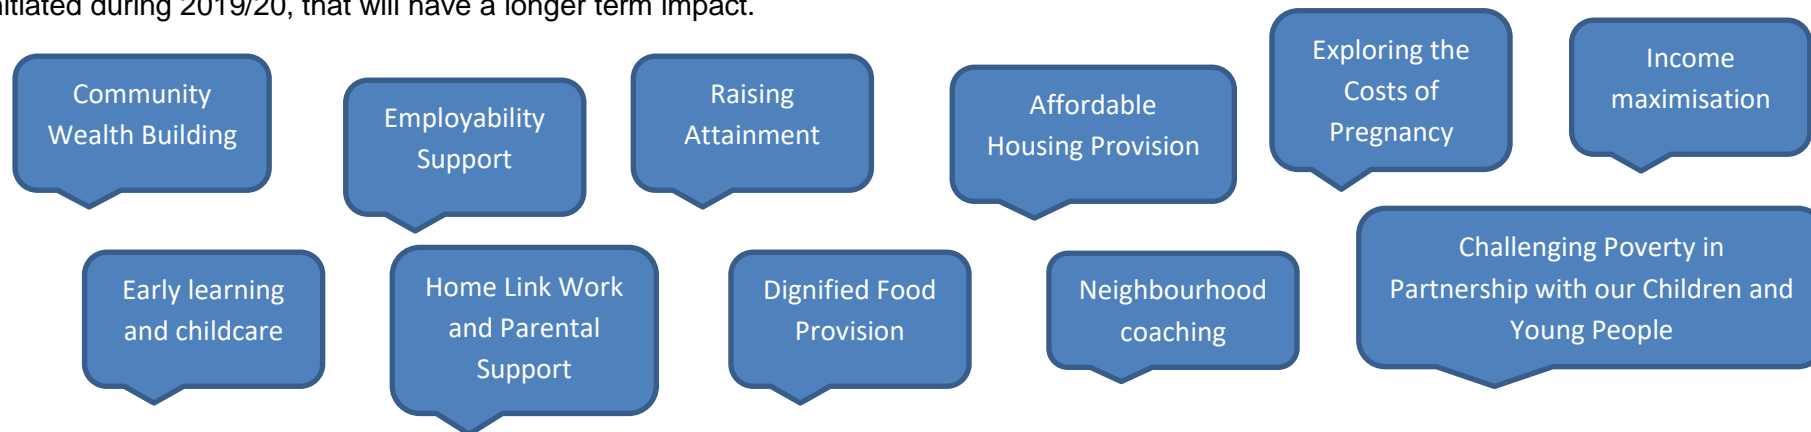 nitiated during 2019/20, that will have a longer term impact.
Community
Wealth Building
Employability
Support
Raising
Attainment
Affordable
Housing Provision
Exploring the
Costs of
Pregnancy
Income
maximisation
Early learning
and childcare
Home Link Work
and Parental
Support
Dignified Food
Provision
Neighbourhood
coaching
Challenging Poverty in
Partnership with our Children and
Young People